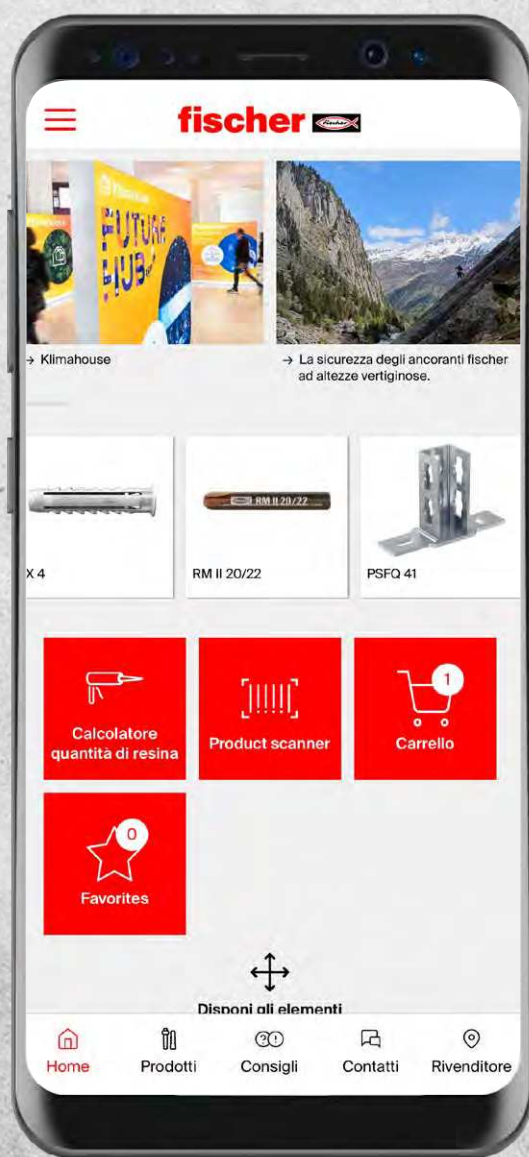 fischer
fischer
FUTURE
HUB
→ Klimahouse
→ La sicurezza degli ancoranti fischer
ad altezze vertiginose.
RM II 20/22
X 4
RM II 20/22
PSFQ 41
Calcolatore
quantità di resina
Product scanner
1
Carrello
0
Favorites
Disponi gli elementi
Home
Prodotti
Consigli
Contatti
Rivenditore